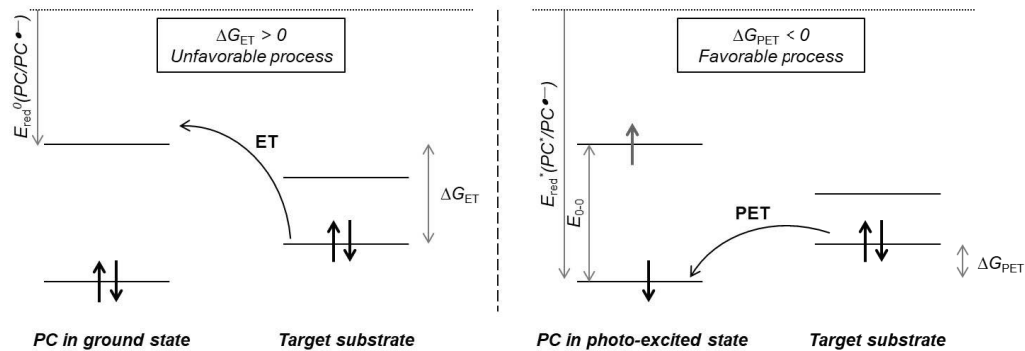 ΔG_ET > 0
Unfavorable process
E_red^0(PC/PC●–)
ET
ΔG_ET
PC in ground state
Target substrate
ΔG_PET < 0
Favorable process
E_red^*(PC*/PC●–)
E_0-0
PET
ΔG_PET
PC in photo-excited state
Target substrate